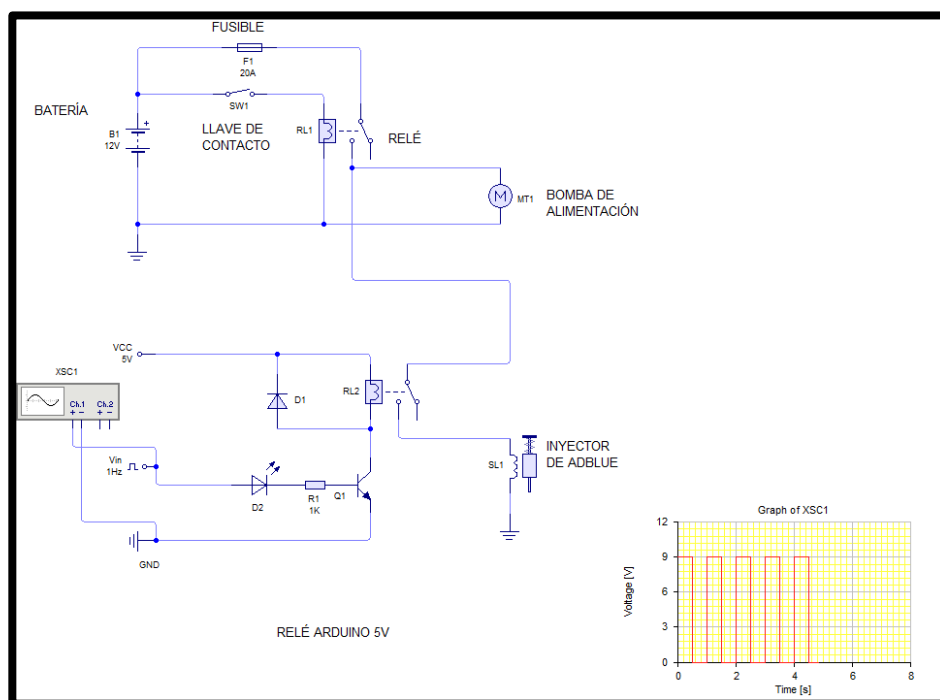 FUSIBLE
F1
20A
SW1
BATERÍA
LLAVE DE
CONTACTO
B1
12V
+
RL1
RELÉ
M
MT1
BOMBA DE
ALIMENTACIÓN
VCC
5V
XSC1
Ch.1
Ch.2
+ − + −
RL2
D1
Vin
1Hz
D2
R1
1K
Q1
SL1
INYECTOR
DE ADBLUE
GND
RELÉ ARDUINO 5V
Graph of XSC1
Voltage [V]
12
9
6
3
0
0 2 4 6 8
Time [s]